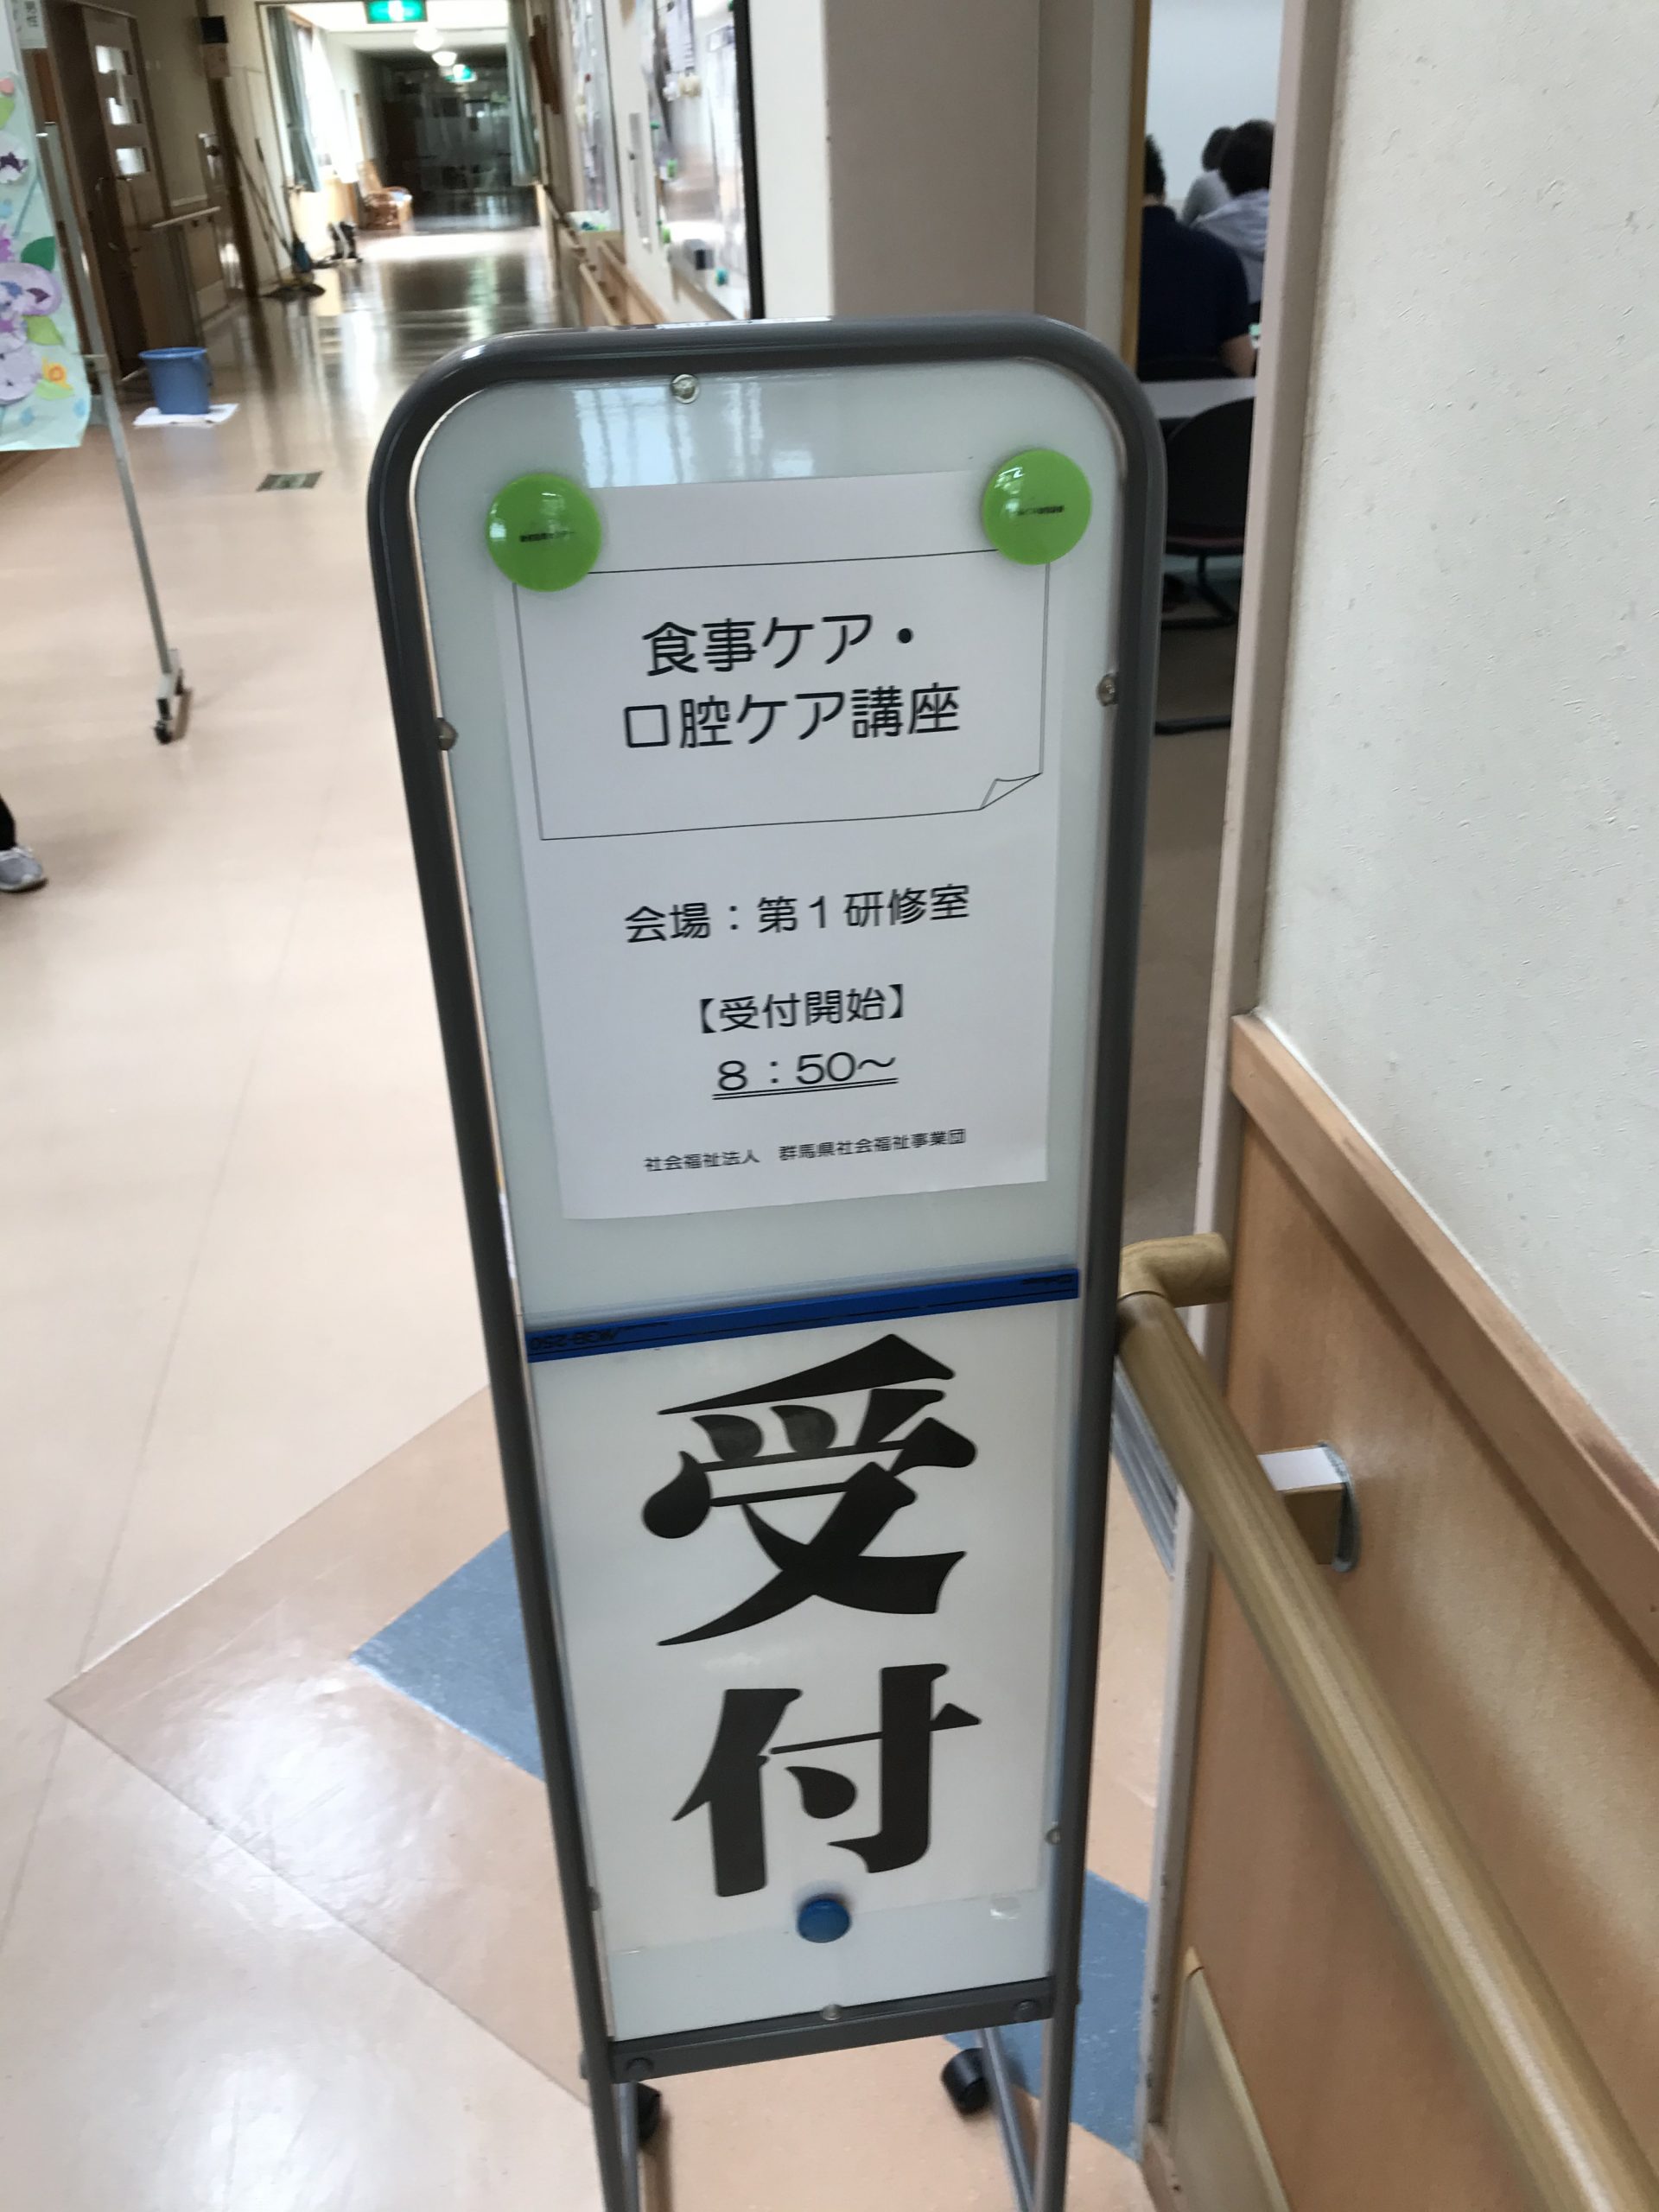 食事ケア・
口腔ケア講座
会場：第１研修室
【受付開始】
８：５０～
社会福祉法人　群馬県社会福祉事業団
受付